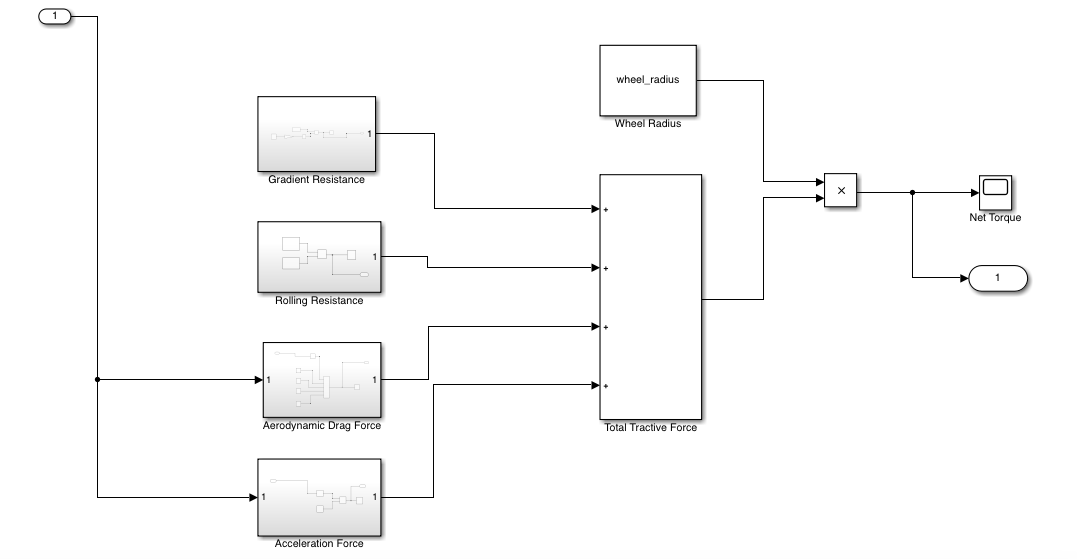 1
wheel_radius
Wheel Radius
1
Gradient Resistance
+
×
Net Torque
1
Rolling Resistance
+
1
+
1
1
Aerodynamic Drag Force
+
Total Tractive Force
1
1
Acceleration Force